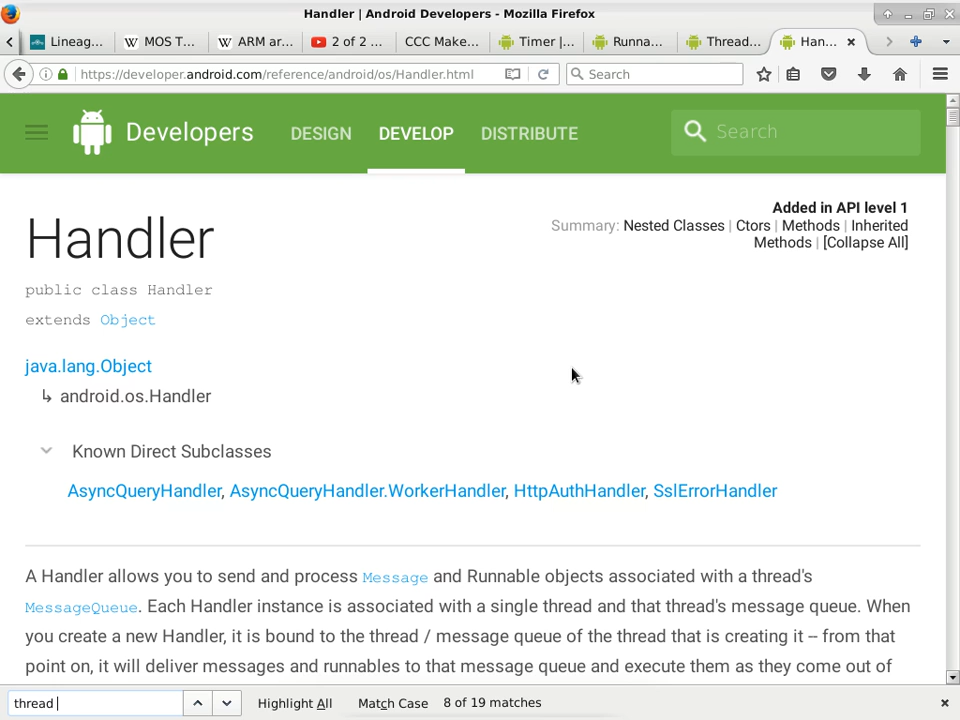 Handler | Android Developers - Mozilla Firefox
Lineag...
MOS T...
ARM ar...
2 of 2 ...
CCC Make...
Timer |...
Runna...
Thread...
Han...
https://developer.android.com/reference/android/os/Handler.html
Search
Developers
DESIGN
DEVELOP
DISTRIBUTE
Search
Added in API level 1
Summary: Nested Classes | Ctors | Methods | Inherited
Methods | [Collapse All]
Handler
public class Handler
extends Object
java.lang.Object
↳ android.os.Handler
Known Direct Subclasses
AsyncQueryHandler, AsyncQueryHandler.WorkerHandler, HttpAuthHandler, SslErrorHandler
A Handler allows you to send and process Message and Runnable objects associated with a thread's
MessageQueue. Each Handler instance is associated with a single thread and that thread's message queue. When
you create a new Handler, it is bound to the thread / message queue of the thread that is creating it -- from that
point on, it will deliver messages and runnables to that message queue and execute them as they come out of
thread
Highlight All
Match Case
8 of 19 matches